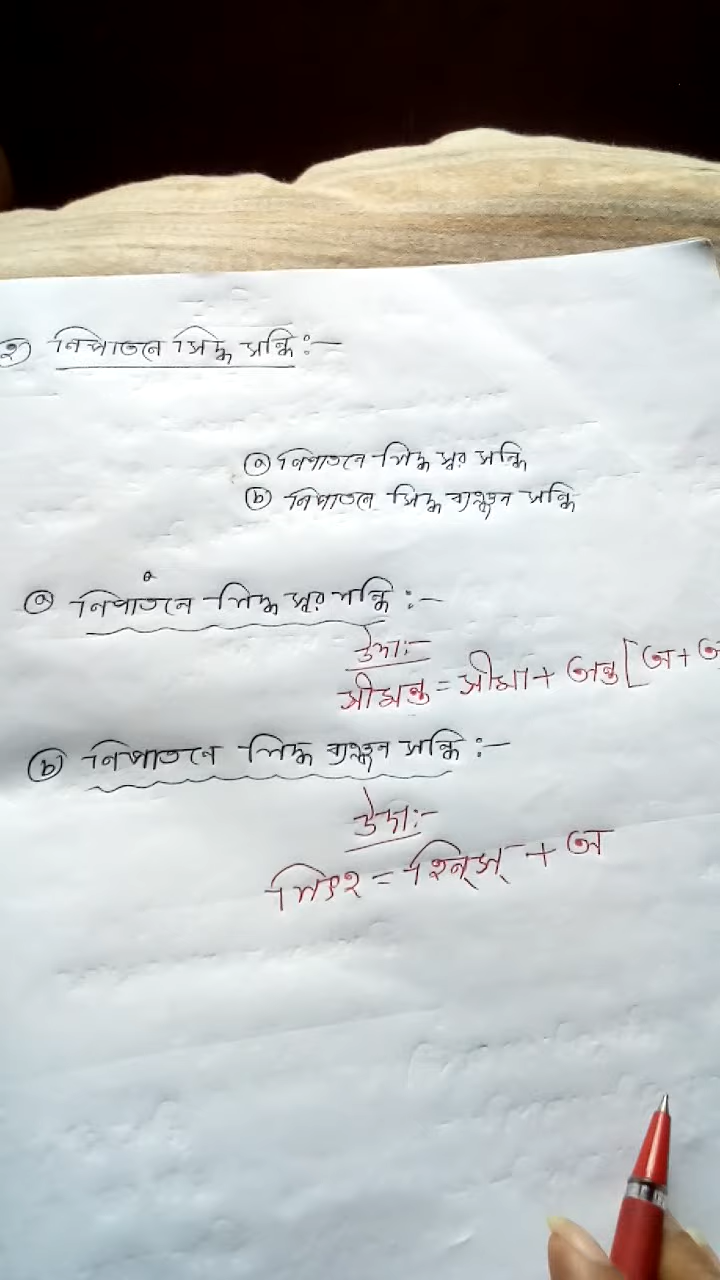 ২) নিপাতনে সিদ্ধ সন্ধি:-
(a) নিপাতনে সিদ্ধ স্বর সন্ধি
(b) নিপাতনে সিদ্ধ ব্যঞ্জন সন্ধি
(a) নিপাতনে সিদ্ধ স্বর সন্ধি :-
উদা:-
সীমন্ত = সীমা + অন্ত [অ + অ
(b) নিপাতনে সিদ্ধ ব্যঞ্জন সন্ধি :-
উদা:-
সিংহ = হিন্‌স্ + অ